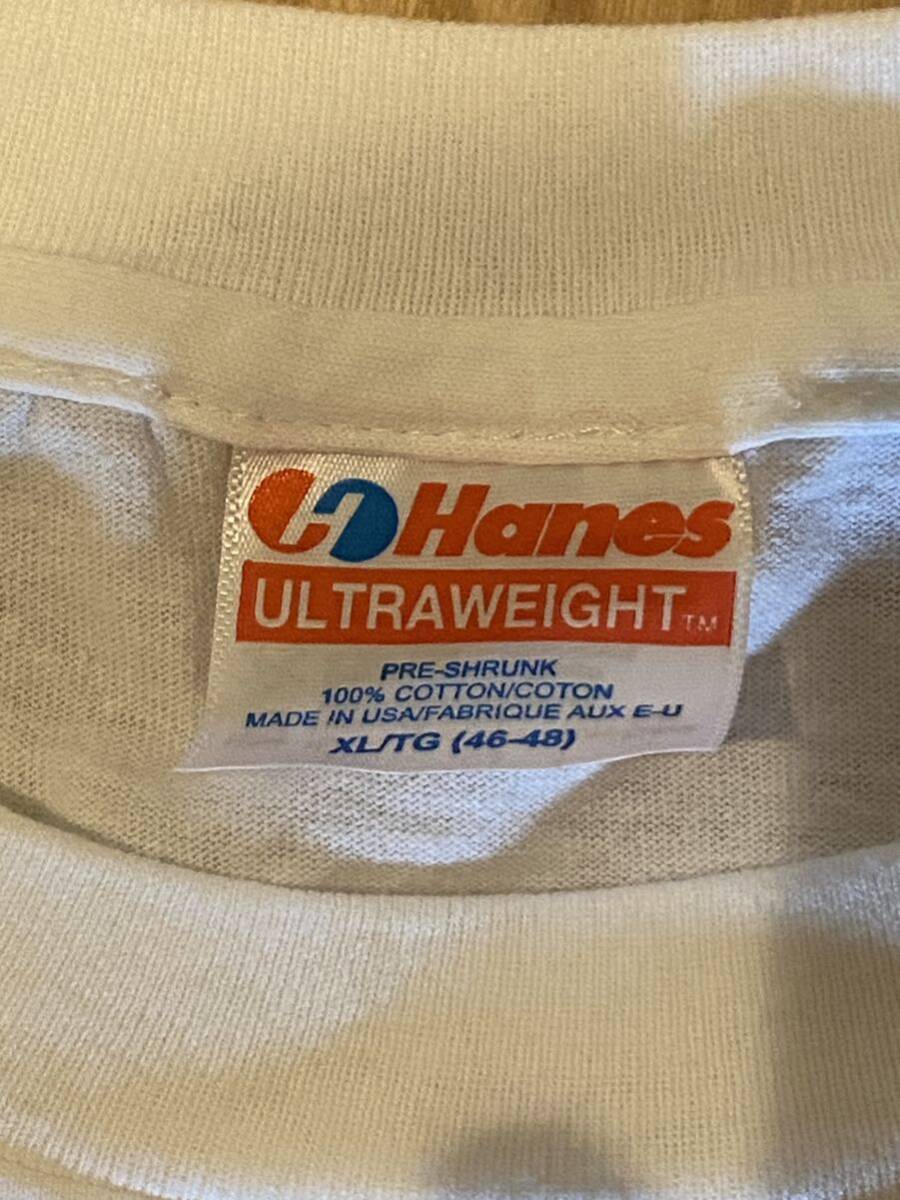 Hanes
ULTRAWEIGHT™
PRE-SHRUNK
100% COTTON/COTON
MADE IN USA/FABRIQUE AUX E-U
XL/TG (46-48)